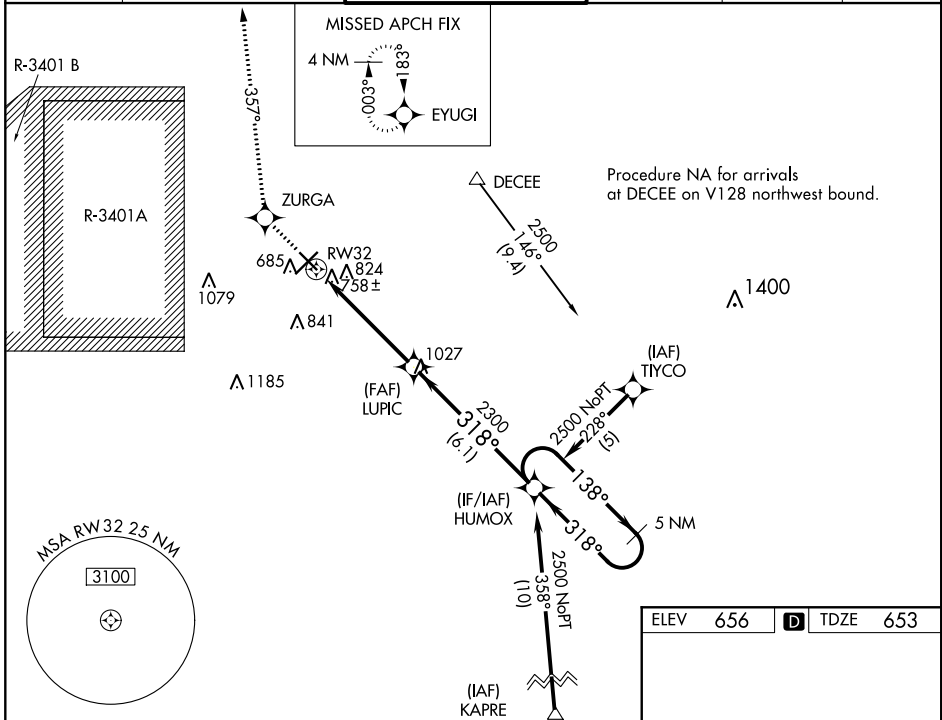 MISSED APCH FIX
4 NM
183°
003°
EYUGI
R-3401 B
R-3401A
357°
ZURGA
DECEE
2500
146°
(9.4)
Procedure NA for arrivals
at DECEE on V128 northwest bound.
RW32
685
824
758±
1079
841
1400
1027
1185
(FAF)
LUPIC
(IAF)
TIYCO
2500 NoPT
228°
(5)
2300
318°
(6.1)
138°
(IF/IAF)
HUMOX
318°
5 NM
2500 NoPT
358°
(10)
MSA RW32 25 NM
3100
(IAF)
KAPRE
ELEV 656 D TDZE 653